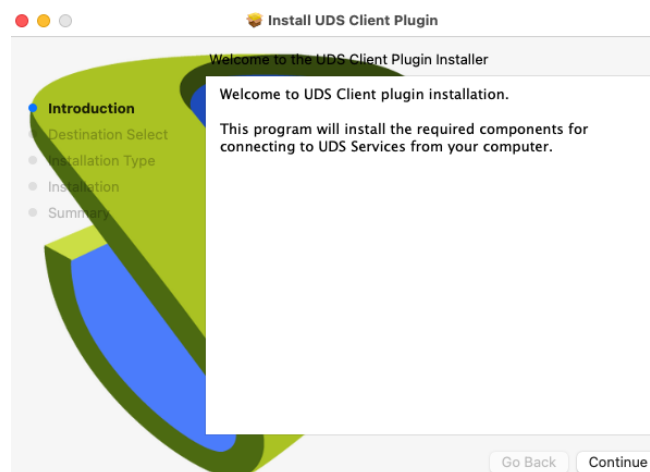 Install UDS Client Plugin
Welcome to the UDS Client Plugin Installer
Introduction
Destination Select
Installation Type
Installation
Summary
Welcome to UDS Client plugin installation.
This program will install the required components for
connecting to UDS Services from your computer.
Go Back
Continue